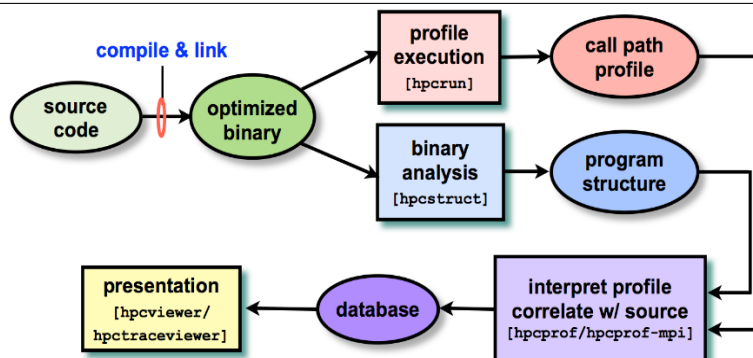 compile & link
source
code
optimized
binary
profile
execution
[hpcrun]
call path
profile
binary
analysis
[hpcstruct]
program
structure
presentation
[hpcviewer/
hpctraceviewer]
database
interpret profile
correlate w/ source
[hpcprof/hpcprof-mpi]